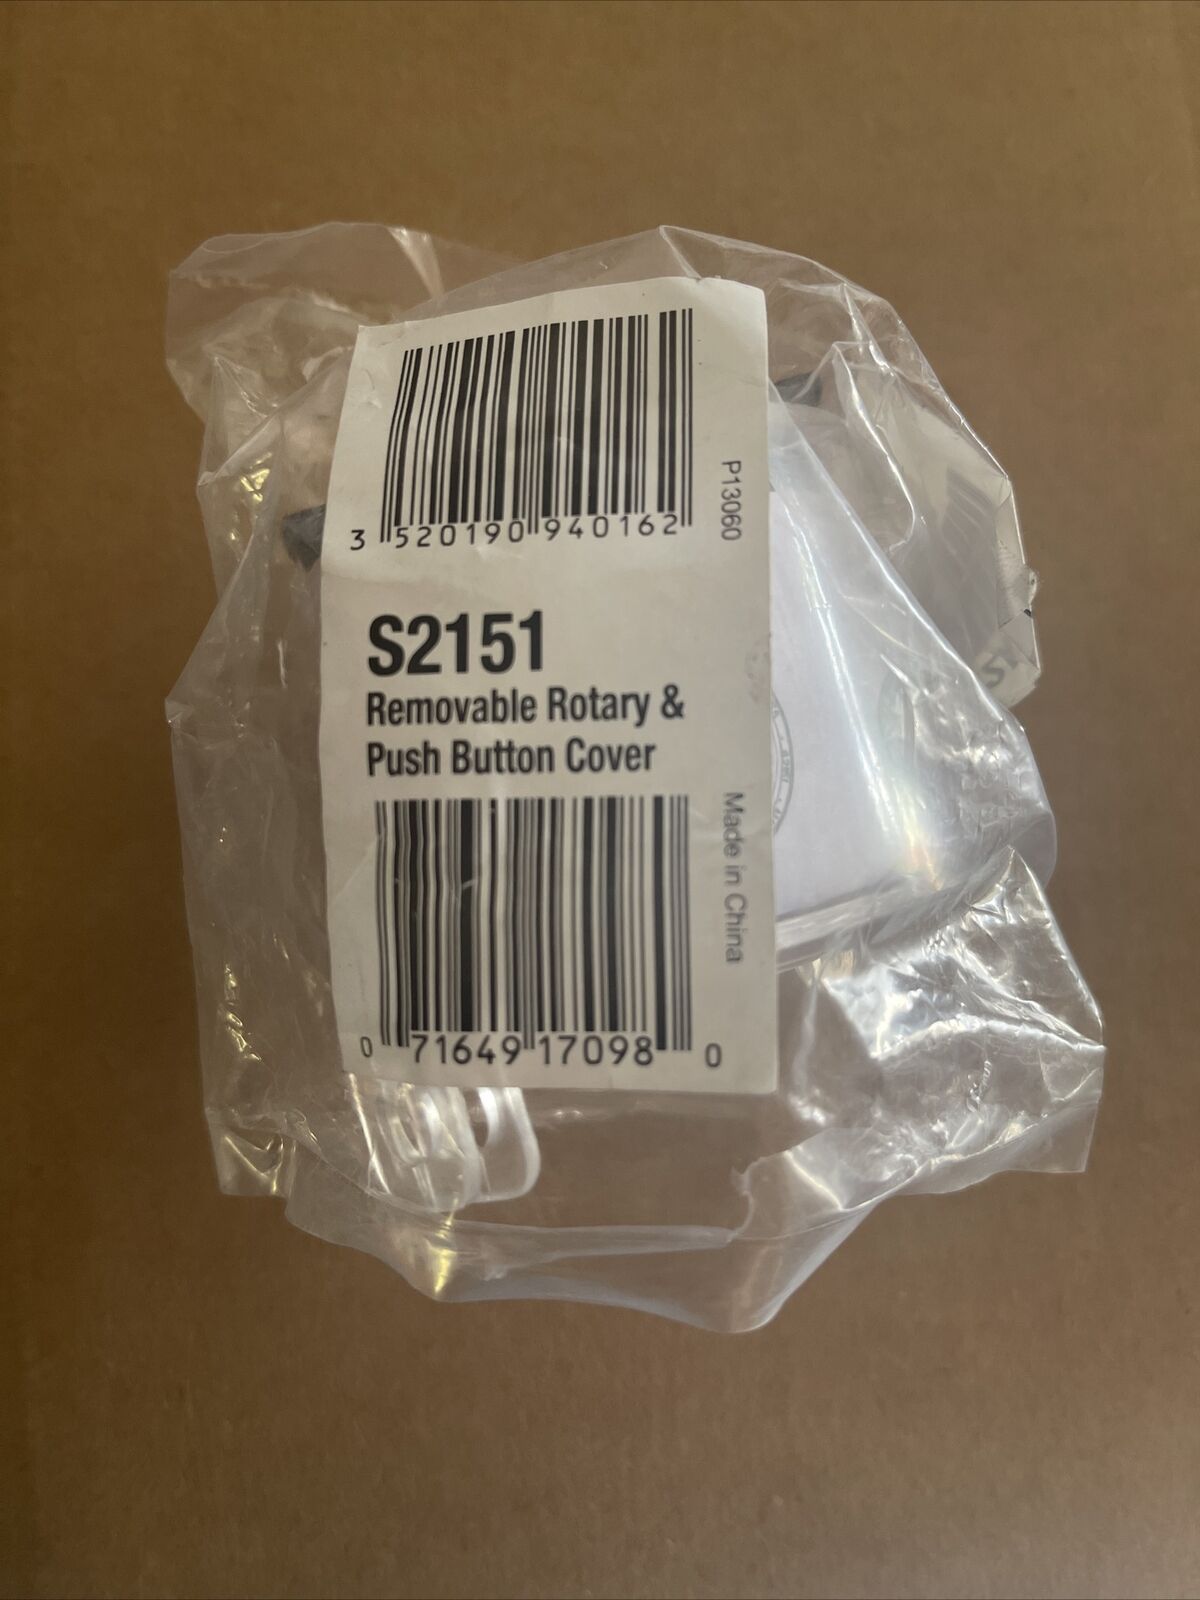 3 520190 940162
P13060
S2151
Removable Rotary &
Push Button Cover
Made in China
0 71649 17098 0